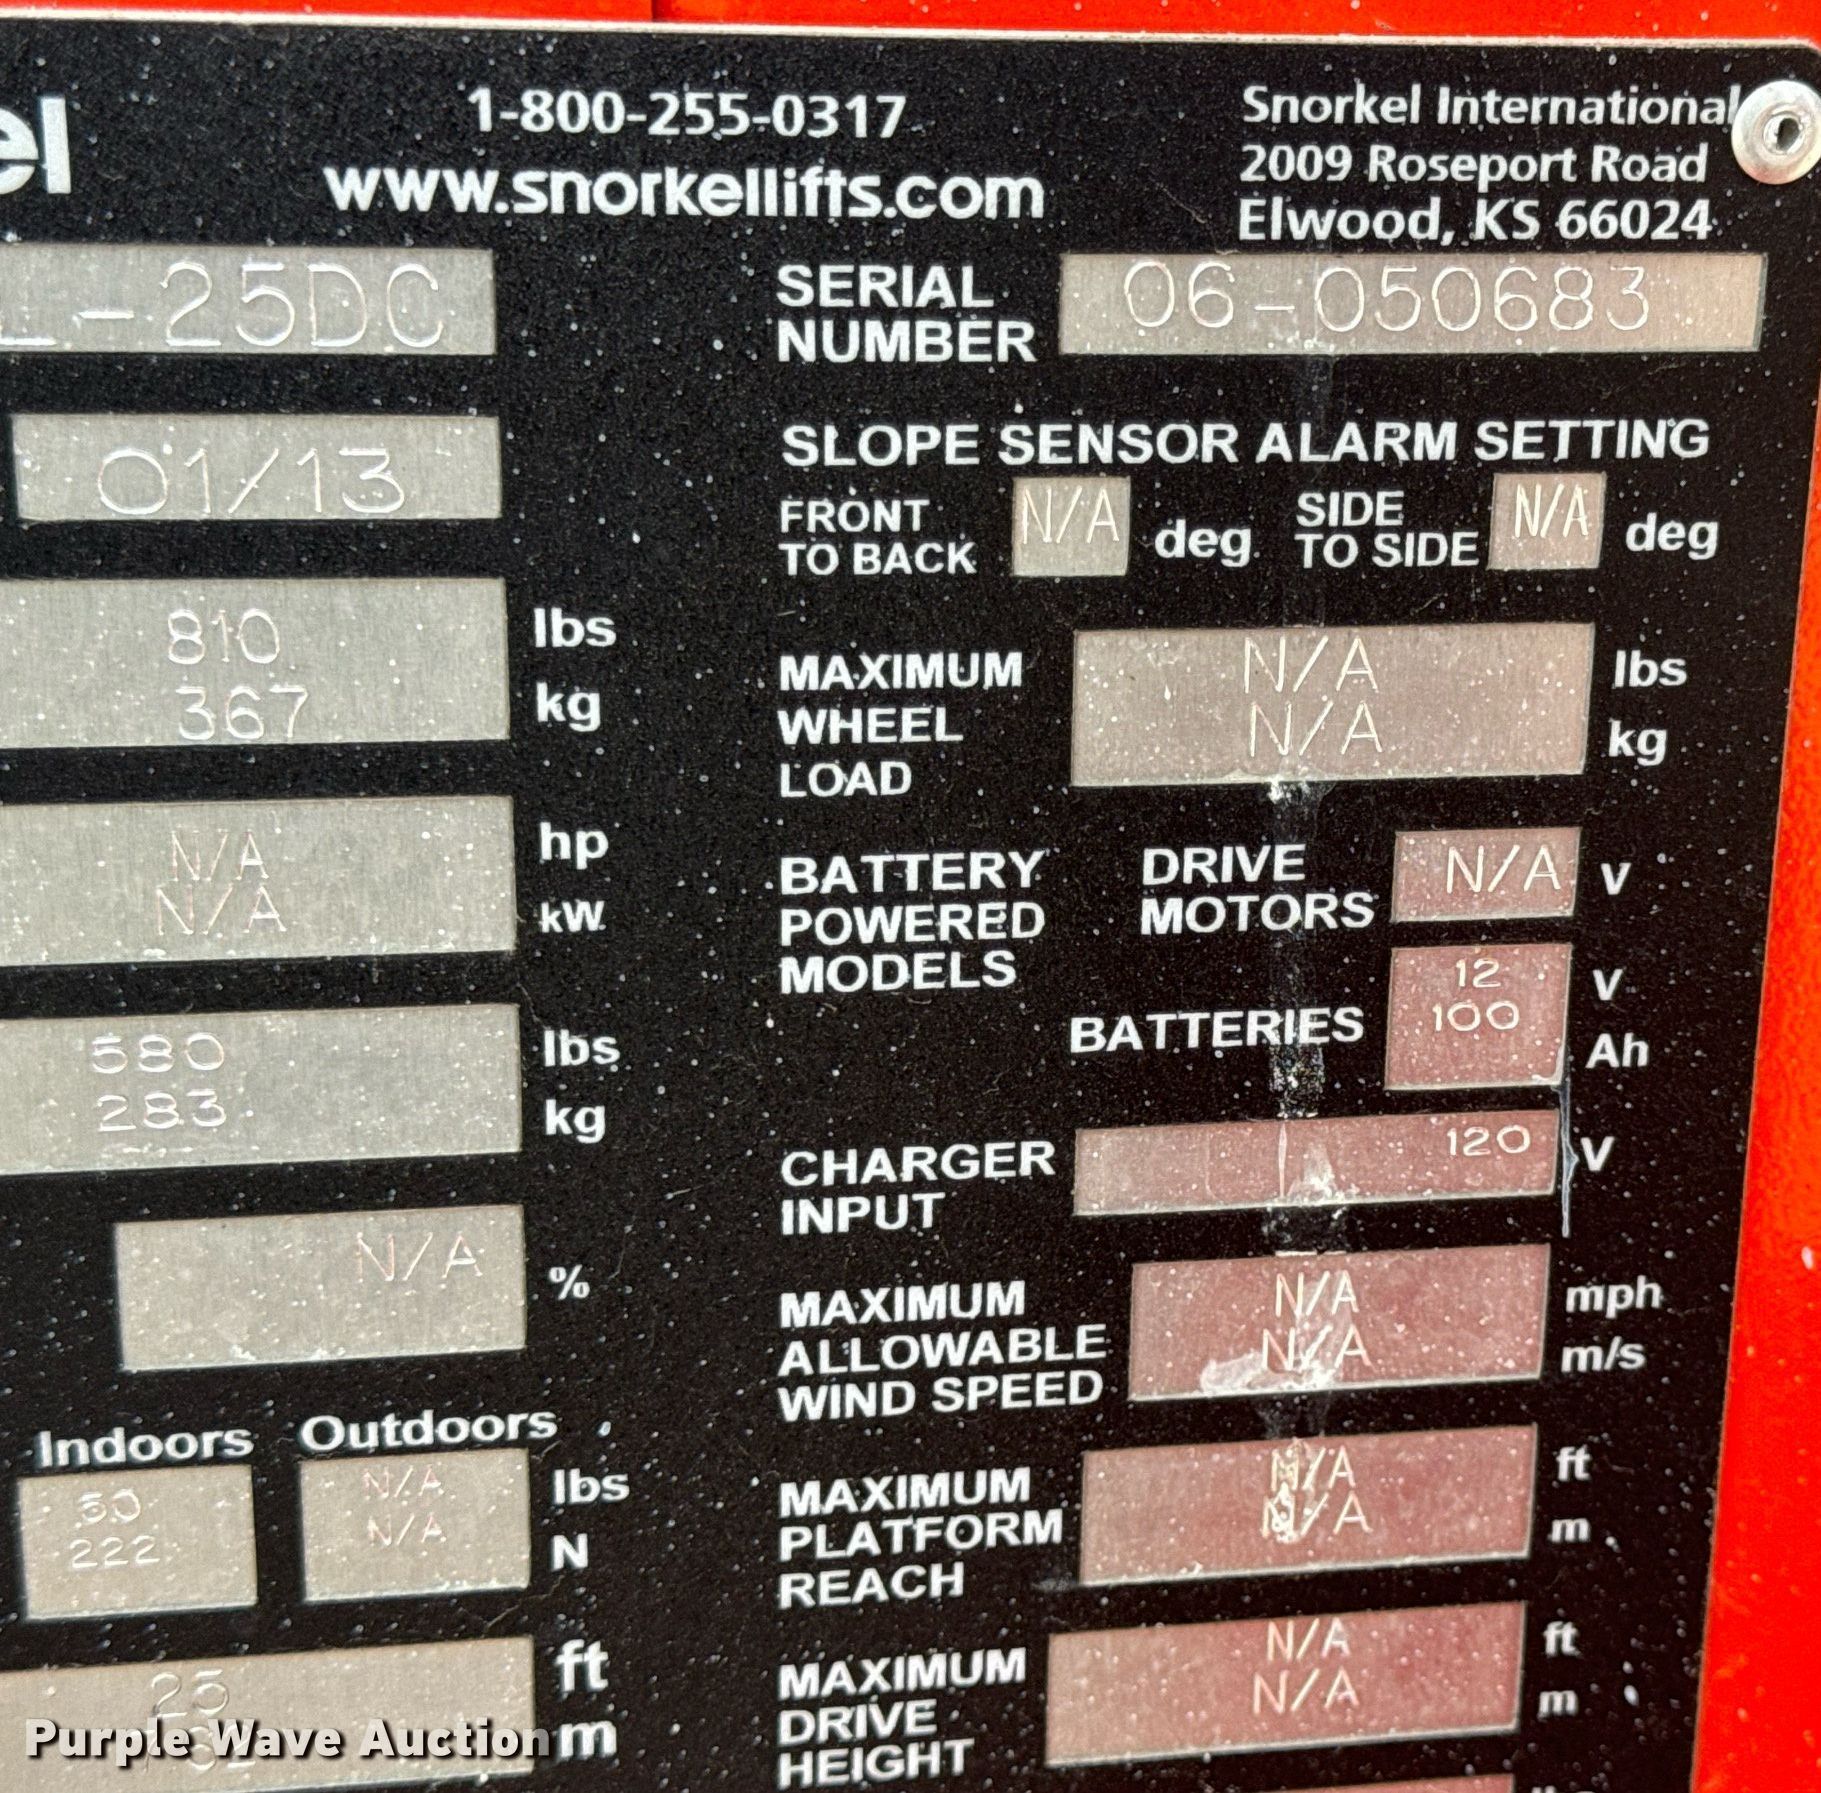 el
1-800-255-0317
www.snorkellifts.com
Snorkel International
2009 Roseport Road
Elwood, KS 66024
L-25DC
01/13
810 lbs
367 kg
N/A hp
N/A kW
580 lbs
283 kg
N/A %
Indoors Outdoors
50 N/A lbs
222 N/A N
25 ft
m
SERIAL
NUMBER 06-050683
SLOPE SENSOR ALARM SETTING
FRONT
TO BACK N/A deg
SIDE
TO SIDE N/A deg
MAXIMUM
WHEEL
LOAD
N/A lbs
N/A kg
BATTERY
POWERED
MODELS
DRIVE
MOTORS N/A V
BATTERIES
12 V
100 Ah
CHARGER
INPUT 120 V
MAXIMUM
ALLOWABLE
WIND SPEED
N/A mph
N/A m/s
MAXIMUM
PLATFORM
REACH
N/A ft
N/A m
MAXIMUM
DRIVE
HEIGHT
N/A ft
N/A m
Purple Wave Auction